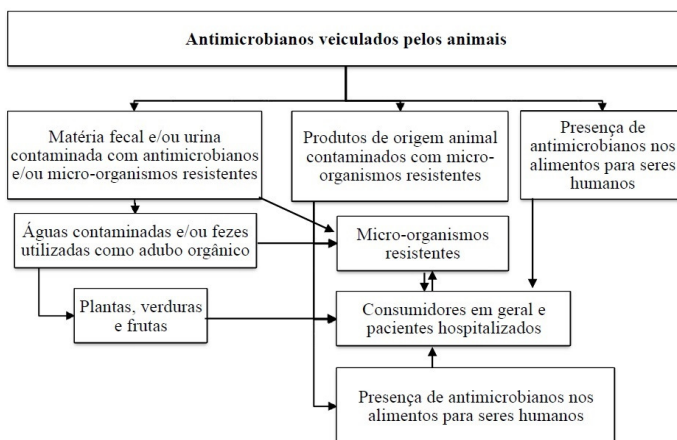 Antimicrobianos veiculados pelos animais
Matéria fecal e/ou urina
contaminada com antimicrobianos
e/ou micro-organismos resistentes
Produtos de origem animal
contaminados com micro-
organismos resistentes
Presença de
antimicrobianos nos
alimentos para seres
humanos
Águas contaminadas e/ou fezes
utilizadas como adubo orgânico
Micro-organismos
resistentes
Plantas, verduras
e frutas
Consumidores em geral e
pacientes hospitalizados
Presença de antimicrobianos nos
alimentos para seres humanos